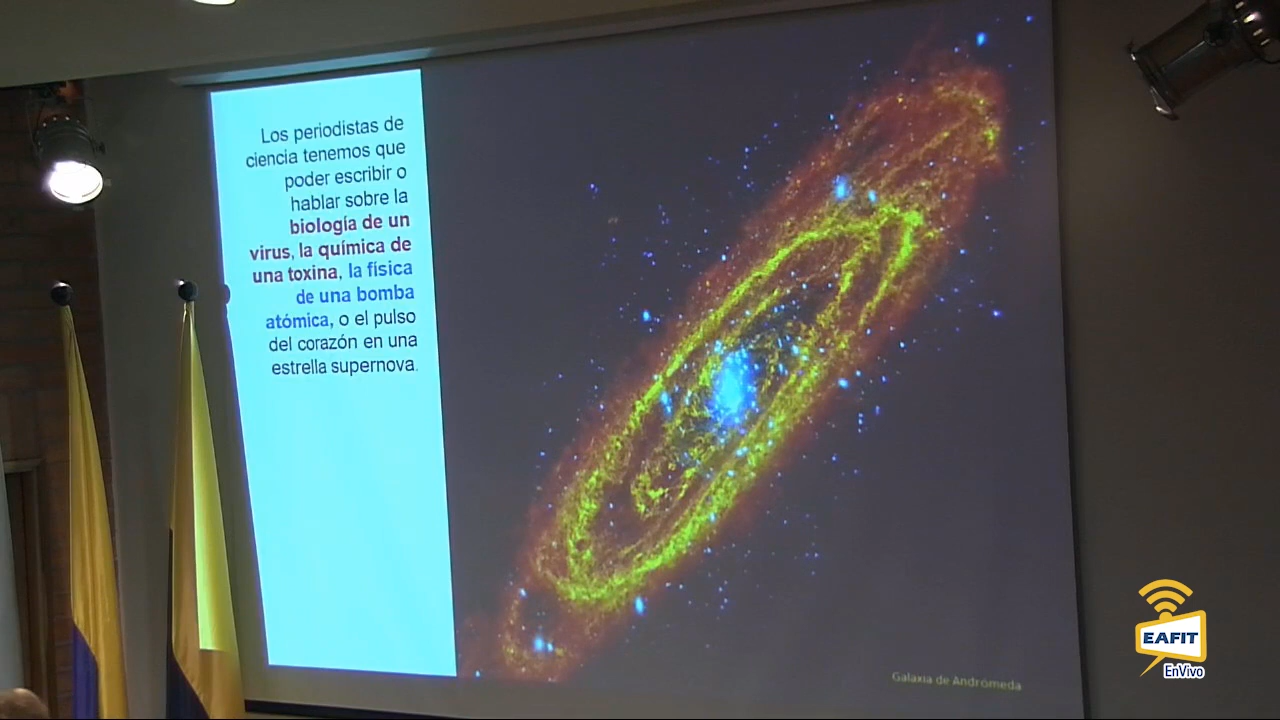 Los periodistas de
ciencia tenemos que
poder escribir o
hablar sobre la
biología de un
virus, la química de
una toxina, la física
de una bomba
atómica, o el pulso
del corazón en una
estrella supernova.
Galaxia de Andrómeda
EAFIT
EnVivo